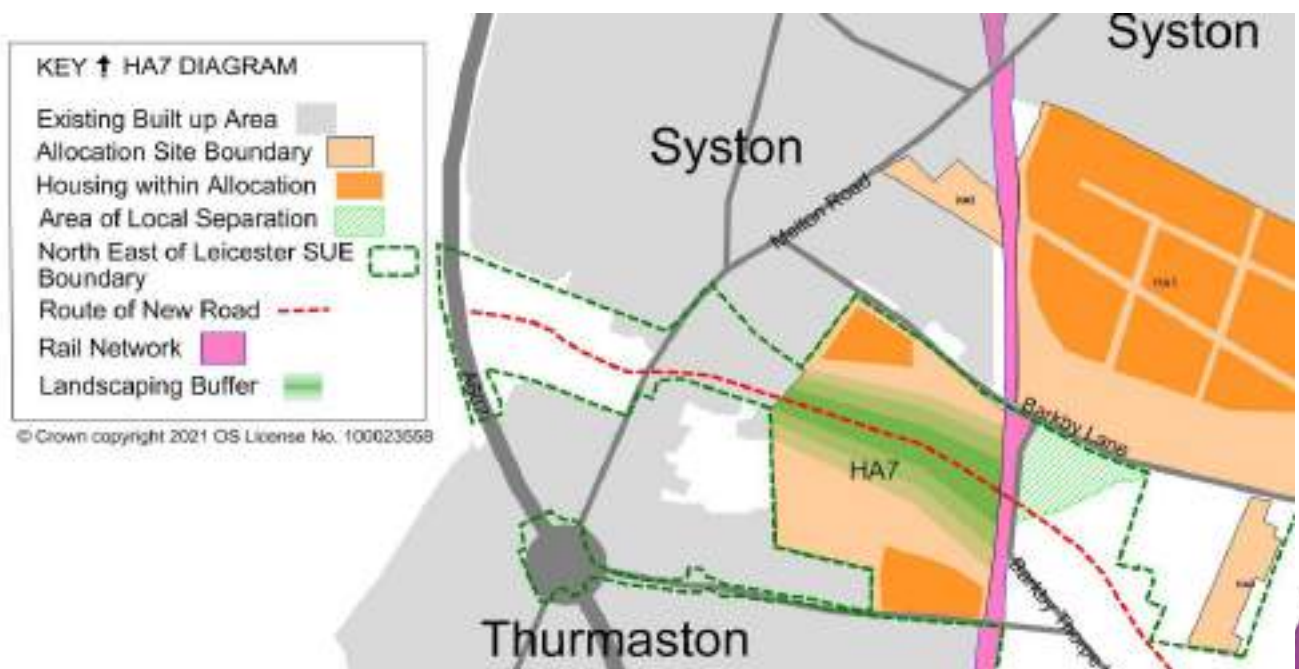 KEY ↑ HA7 DIAGRAM
Existing Built up Area
Allocation Site Boundary
Housing within Allocation
Area of Local Separation
North East of Leicester SUE
Boundary
Route of New Road
Rail Network
Landscaping Buffer
© Crown copyright 2021 OS License No. 100023558
Syston
Syston
Melton Road
Barkby Lane
HA7
Barkby Thorpe
Thurmaston